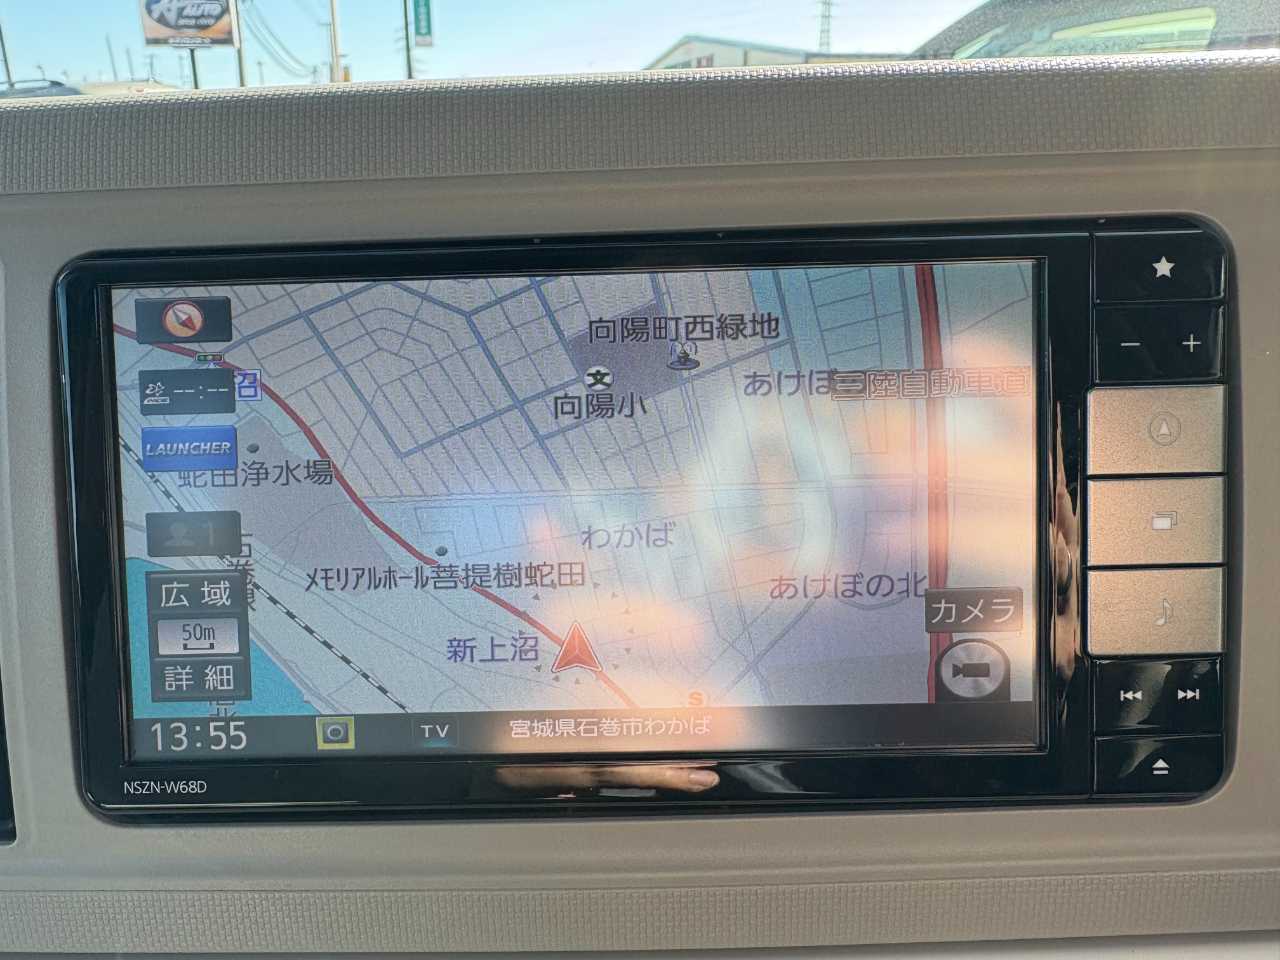 AUTO
向陽町西緑地
向陽小
あけぼ
三陸自動車道
沼
--:--
LAUNCHER
蛇田浄水場
1
わかば
メモリアルホール菩提樹蛇田
あけぼの北
広域
カメラ
50m
新上沼
詳細
S
13:55
TV
宮城県石巻市わかば
NSZN-W68D